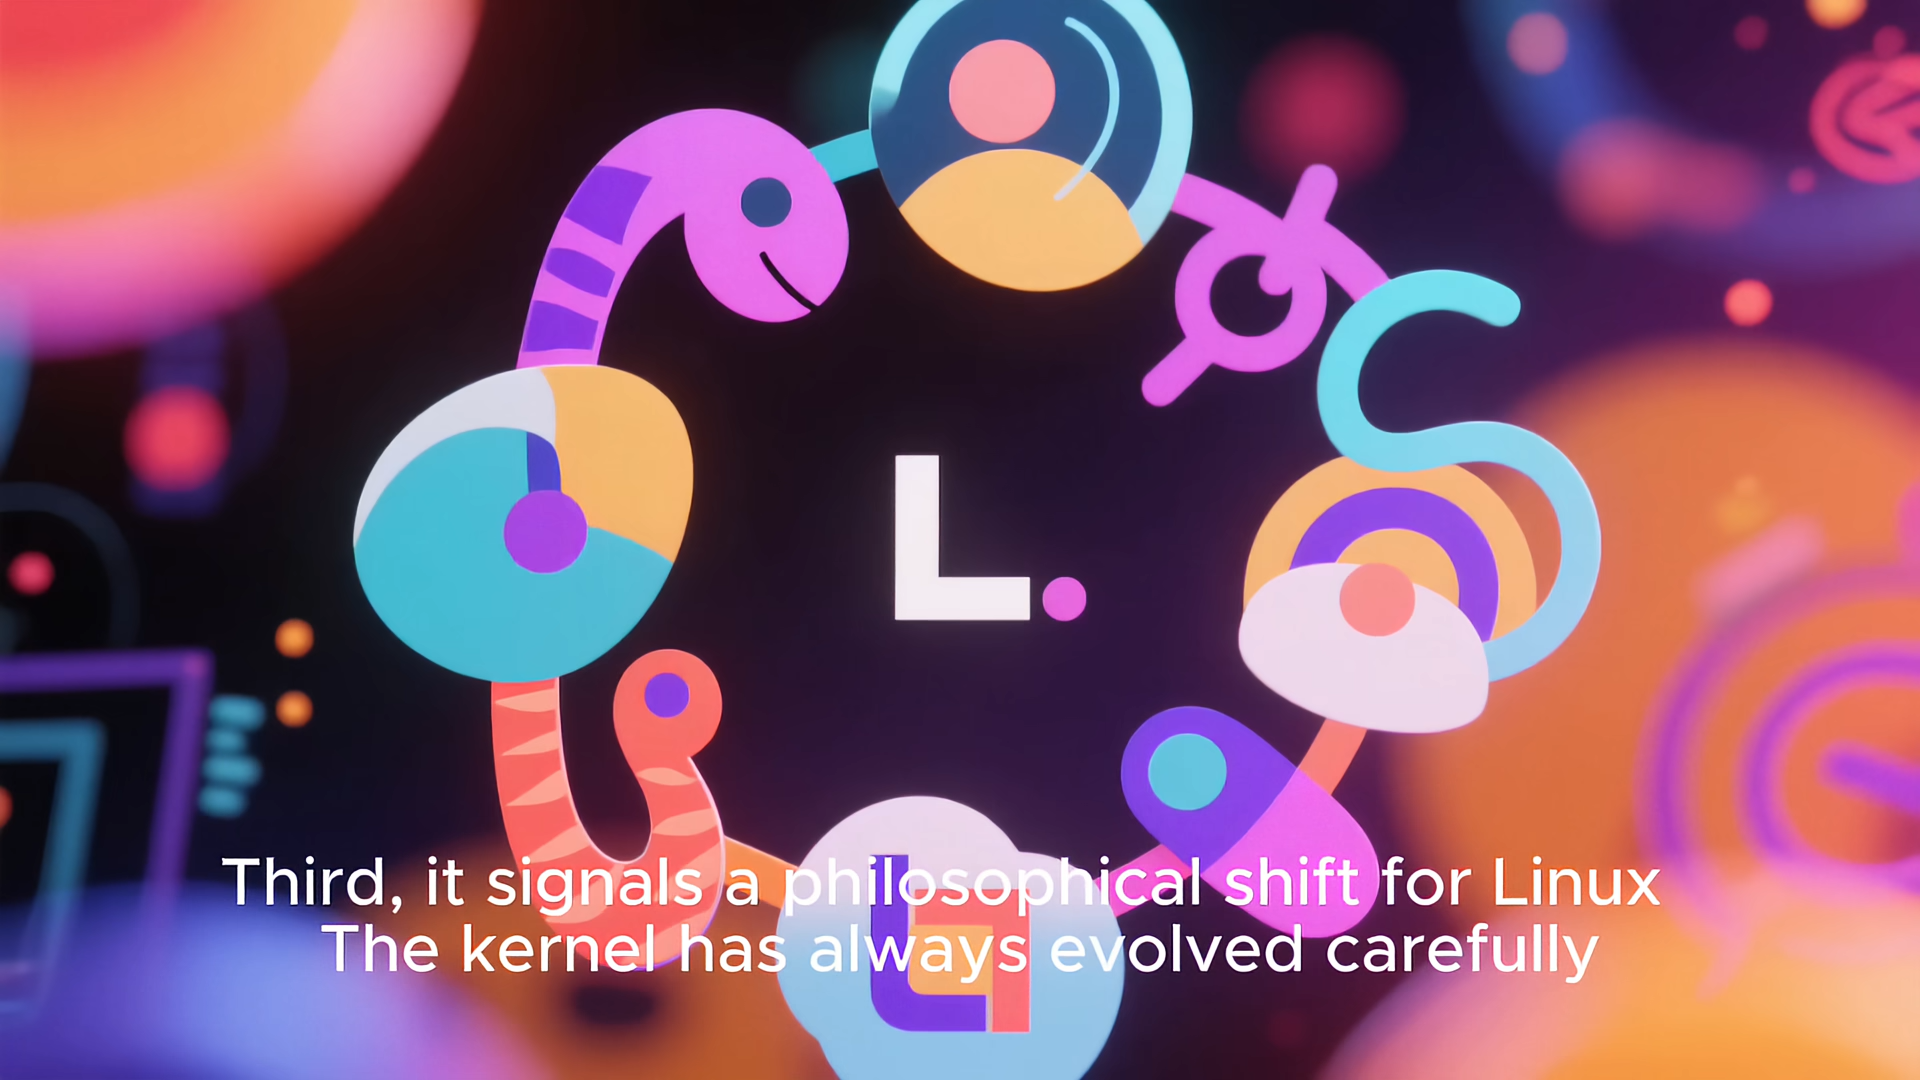 L.
Third, it signals a philosophical shift for Linux
The kernel has always evolved carefully